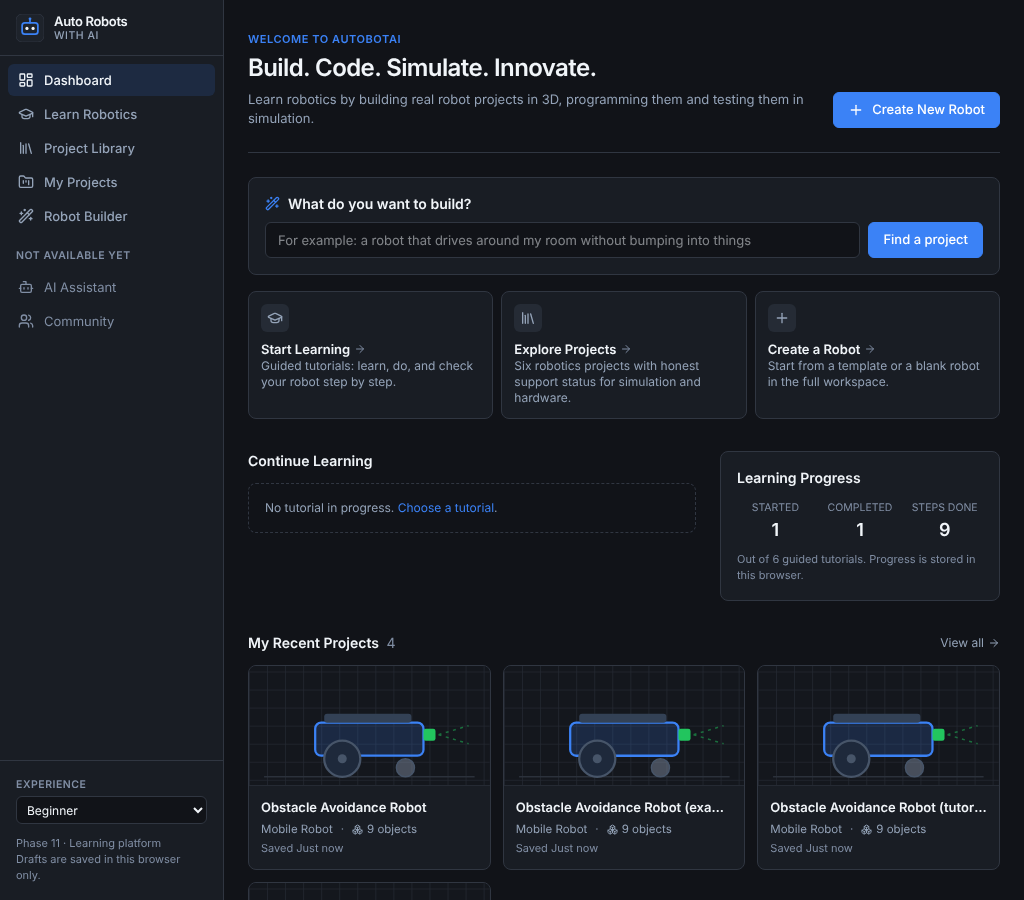 Auto Robots
WITH AI
Dashboard
Learn Robotics
Project Library
My Projects
Robot Builder
NOT AVAILABLE YET
AI Assistant
Community
EXPERIENCE
Beginner
Phase 11 · Learning platform
Drafts are saved in this browser
only.
WELCOME TO AUTOBOTAI
Build. Code. Simulate. Innovate.
Learn robotics by building real robot projects in 3D, programming them and testing them in
simulation.
Create New Robot
What do you want to build?
For example: a robot that drives around my room without bumping into things
Find a project
Start Learning →
Guided tutorials: learn, do, and check
your robot step by step.
Explore Projects →
Six robotics projects with honest
support status for simulation and
hardware.
Create a Robot →
Start from a template or a blank robot
in the full workspace.
Continue Learning
No tutorial in progress. Choose a tutorial.
Learning Progress
STARTED COMPLETED STEPS DONE
1 1 9
Out of 6 guided tutorials. Progress is stored in
this browser.
My Recent Projects 4
View all →
Obstacle Avoidance Robot
Mobile Robot · 9 objects
Saved Just now
Obstacle Avoidance Robot (exa...
Mobile Robot · 9 objects
Saved Just now
Obstacle Avoidance Robot (tutor...
Mobile Robot · 9 objects
Saved Just now